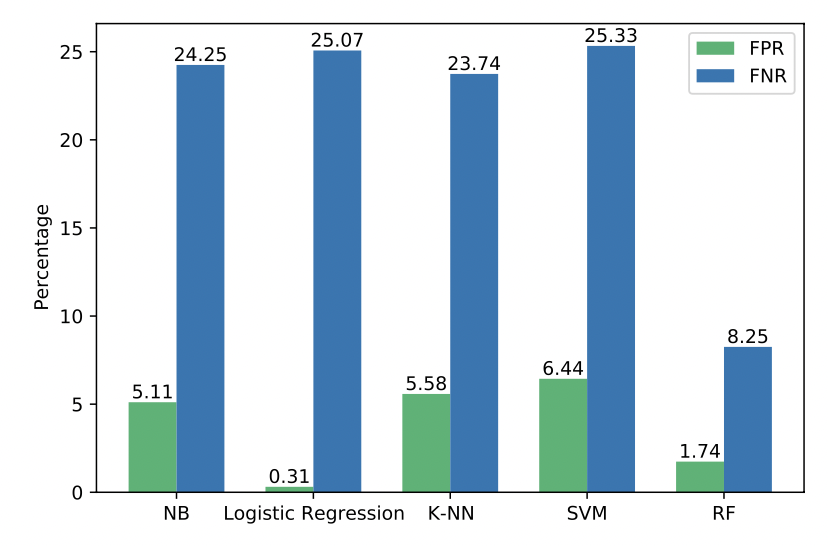 FPR
FNR
Percentage
25
20
15
10
5
0
5.11
24.25
0.31
25.07
5.58
23.74
6.44
25.33
1.74
8.25
NB
Logistic Regression
K-NN
SVM
RF